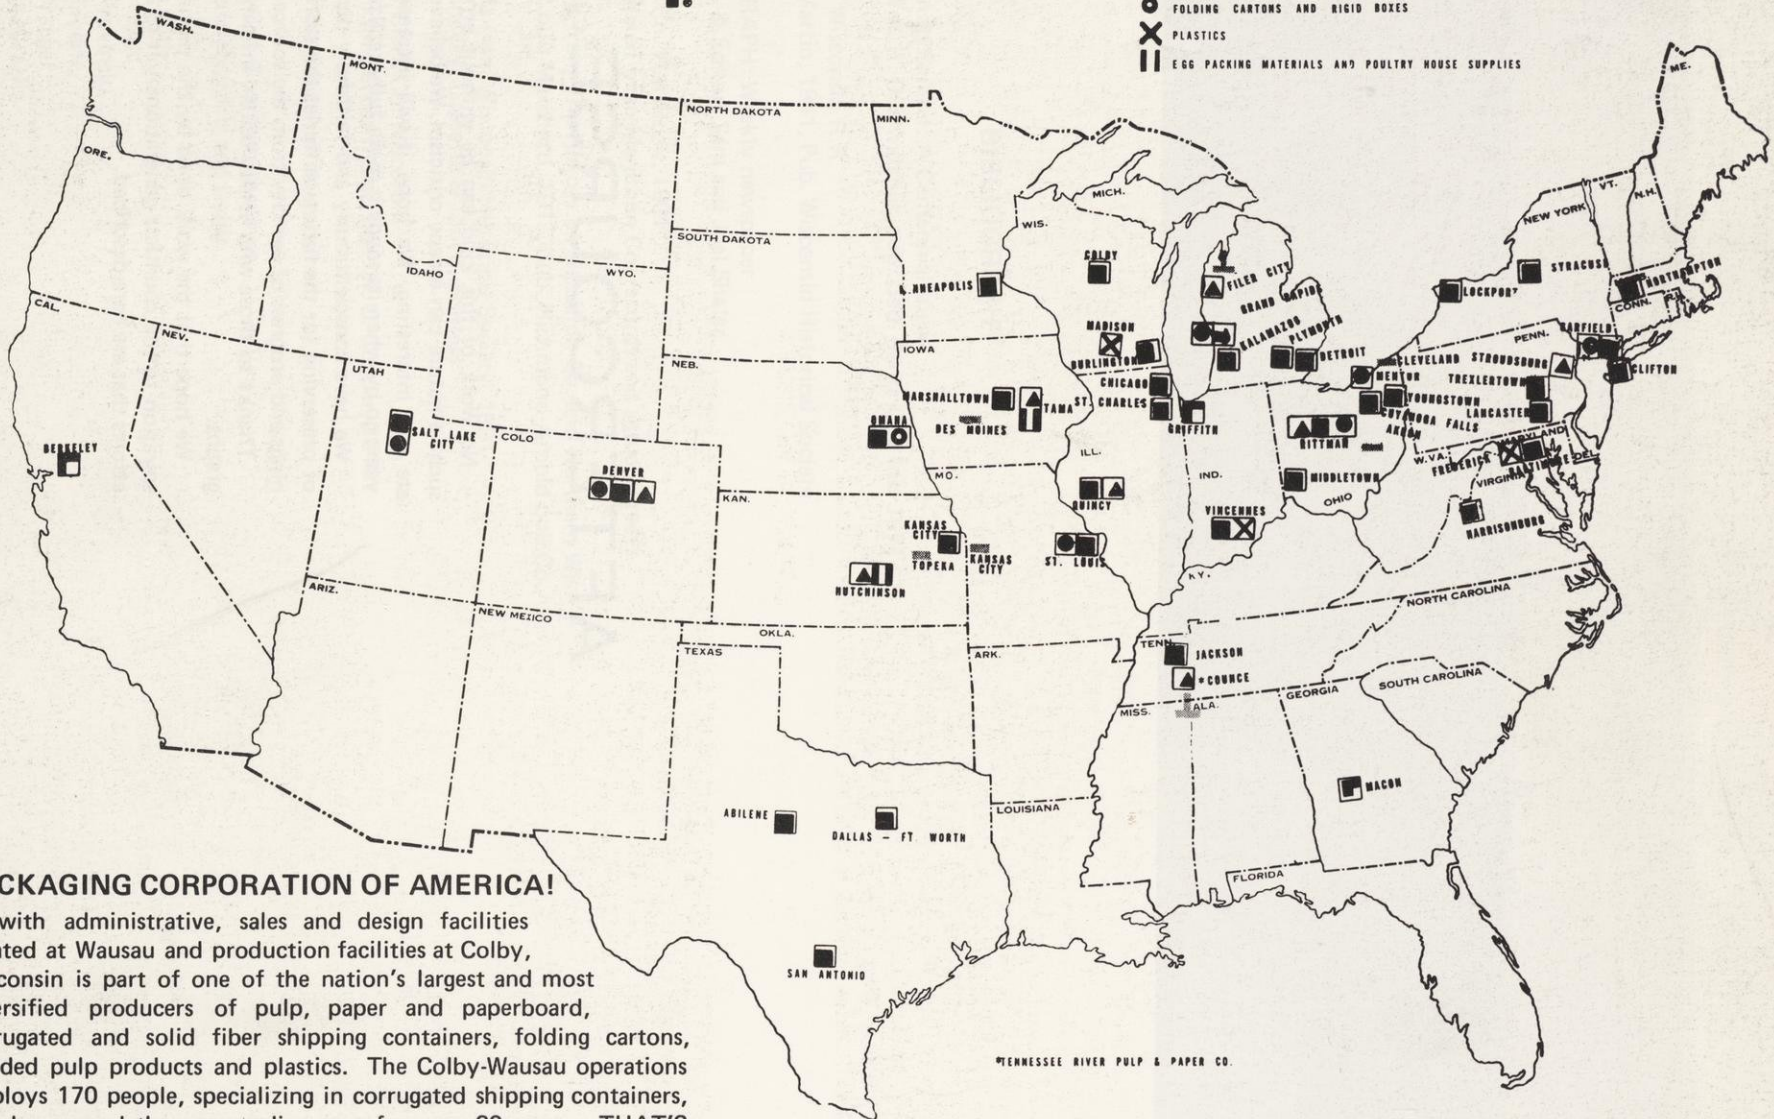 FOLDING CARTONS AND RIGID BOXES
PLASTICS
EGG PACKING MATERIALS AND POULTRY HOUSE SUPPLIES
WASH.
MONT.
NORTH DAKOTA
MINN.
ME.
ORE.
VT.
N.H.
NEW YORK
MICH.
WIS.
SOUTH DAKOTA
IDAHO
WYO.
COLBY
FILER CITY
SYRACUSE
NORTHAMPTON
LOCKPORT
GRAND RAPIDS
CONN.
R.I.
CAL.
NEV.
MADISON
KALAMAZOO
PLYMOUTH
PENN.
GARFIELD
IOWA
BURLINGTON
DETROIT
CLEVELAND
STROUDSBURG
UTAH
NEB.
MENTOR
CLIFTON
CHICAGO
TREXLERTOWN
MARSHALLTOWN
TAMA
ST. CHARLES
YOUNGSTOWN
CUYAHOGA FALLS
LANCASTER
OMAHA
DES MOINES
GRIFFITH
AKRON
RITTMAN
SALT LAKE
CITY
COLO
BERKELEY
ILL.
MARYLAND
W.VA.
FREDERICK
BALTIMORE
DEL.
DENVER
MO.
IND.
MIDDLETOWN
VIRGINIA
KAN.
QUINCY
OHIO
VINCENNES
HARRISONBURG
KANSAS
CITY
TOPEKA
KANSAS
CITY
ST. LOUIS
KY.
HUTCHINSON
ARIZ.
NEW MEXICO
NORTH CAROLINA
OKLA.
TEXAS
ARK.
TENN.
JACKSON
*COUNCE
SOUTH CAROLINA
GEORGIA
MISS.
ALA.
MACON
ABILENE
LOUISIANA
DALLAS - FT. WORTH
FLORIDA
SAN ANTONIO
*TENNESSEE RIVER PULP & PAPER CO.
CKAGING CORPORATION OF AMERICA!
with administrative, sales and design facilities
ated at Wausau and production facilities at Colby,
consin is part of one of the nation's largest and most
ersified producers of pulp, paper and paperboard,
rugated and solid fiber shipping containers, folding cartons,
ded pulp products and plastics. The Colby-Wausau operations
ploys 170 people, specializing in corrugated shipping containers,